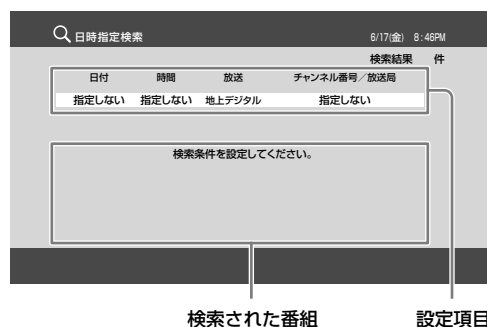 日時指定検索 6/17(金) 8:46PM
検索結果 件
日付 時間 放送 チャンネル番号／放送局
指定しない 指定しない 地上デジタル 指定しない
検索条件を設定してください。
検索された番組 設定項目